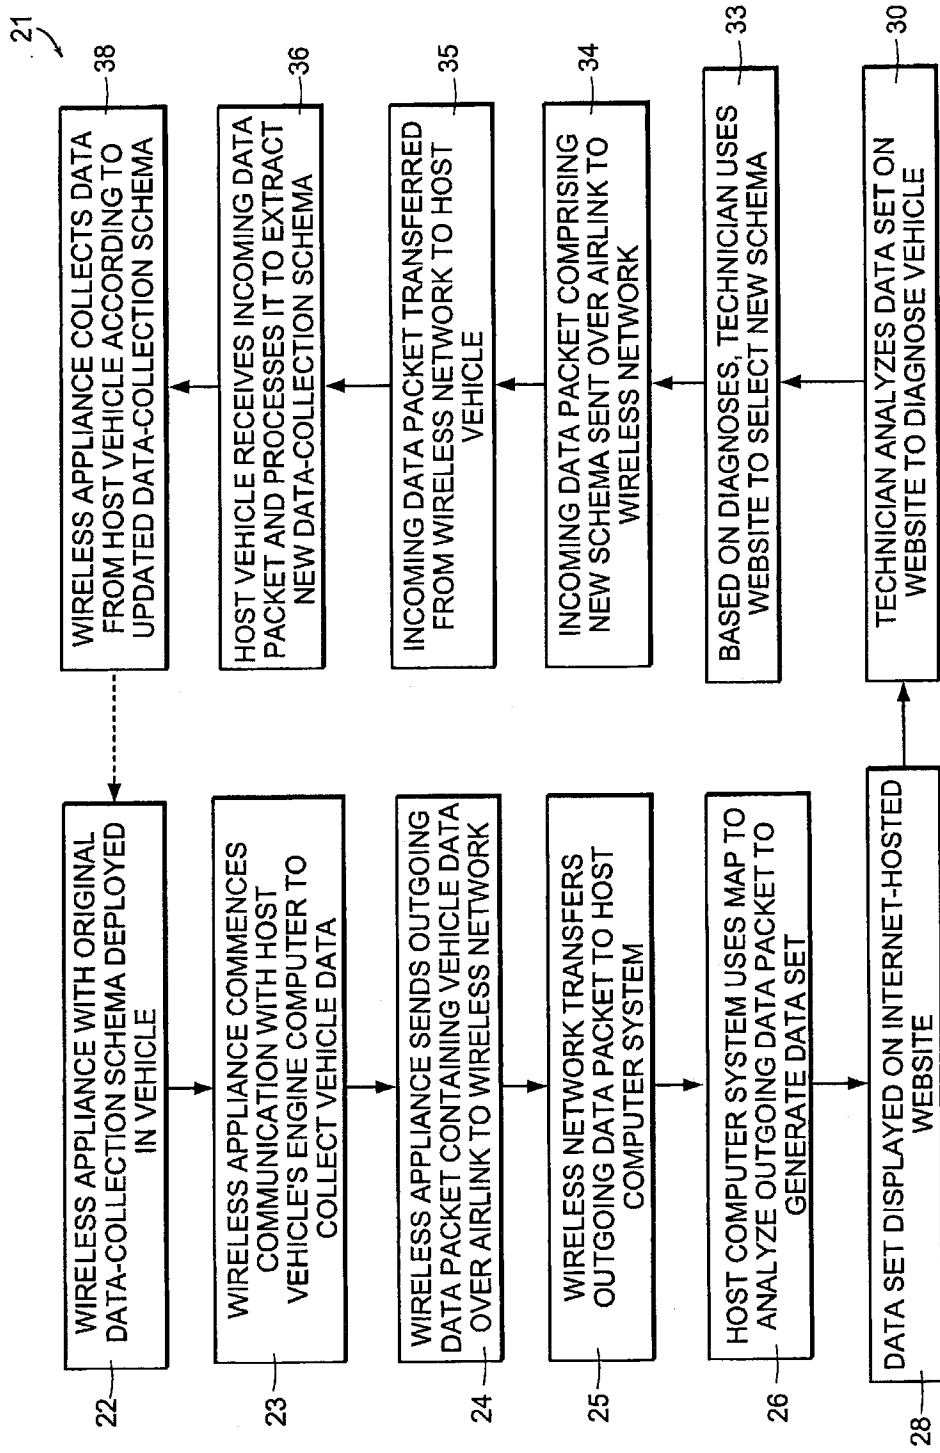 21
22
WIRELESS APPLIANCE WITH ORIGINAL
DATA-COLLECTION SCHEMA DEPLOYED
IN VEHICLE
23
WIRELESS APPLIANCE COMMENCES
COMMUNICATION WITH HOST
VEHICLE'S ENGINE COMPUTER TO
COLLECT VEHICLE DATA
24
WIRELESS APPLIANCE SENDS OUTGOING
DATA PACKET CONTAINING VEHICLE DATA
OVER AIRLINK TO WIRELESS NETWORK
25
WIRELESS NETWORK TRANSFERS
OUTGOING DATA PACKET TO HOST
COMPUTER SYSTEM
26
HOST COMPUTER SYSTEM USES MAP TO
ANALYZE OUTGOING DATA PACKET TO
GENERATE DATA SET
28
DATA SET DISPLAYED ON INTERNET-HOSTED
WEBSITE
30
TECHNICIAN ANALYZES DATA SET ON
WEBSITE TO DIAGNOSE VEHICLE
33
BASED ON DIAGNOSES, TECHNICIAN USES
WEBSITE TO SELECT NEW SCHEMA
34
INCOMING DATA PACKET COMPRISING
NEW SCHEMA SENT OVER AIRLINK TO
WIRELESS NETWORK
35
INCOMING DATA PACKET TRANSFERRED
FROM WIRELESS NETWORK TO HOST
VEHICLE
36
HOST VEHICLE RECEIVES INCOMING DATA
PACKET AND PROCESSES IT TO EXTRACT
NEW DATA-COLLECTION SCHEMA
38
WIRELESS APPLIANCE COLLECTS DATA
FROM HOST VEHICLE ACCORDING TO
UPDATED DATA-COLLECTION SCHEMA